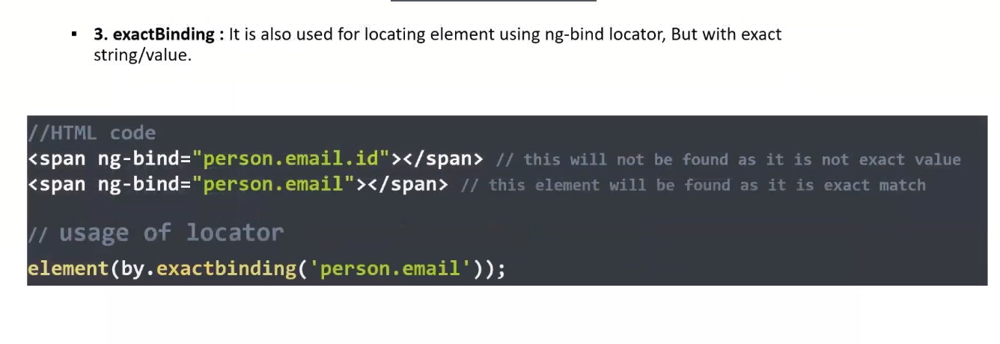 ▪ 3. exactBinding : It is also used for locating element using ng-bind locator, But with exact
string/value.
//HTML code
<span ng-bind="person.email.id"></span> // this will not be found as it is not exact value
<span ng-bind="person.email"></span> // this element will be found as it is exact match
// usage of locator
element(by.exactbinding('person.email'));